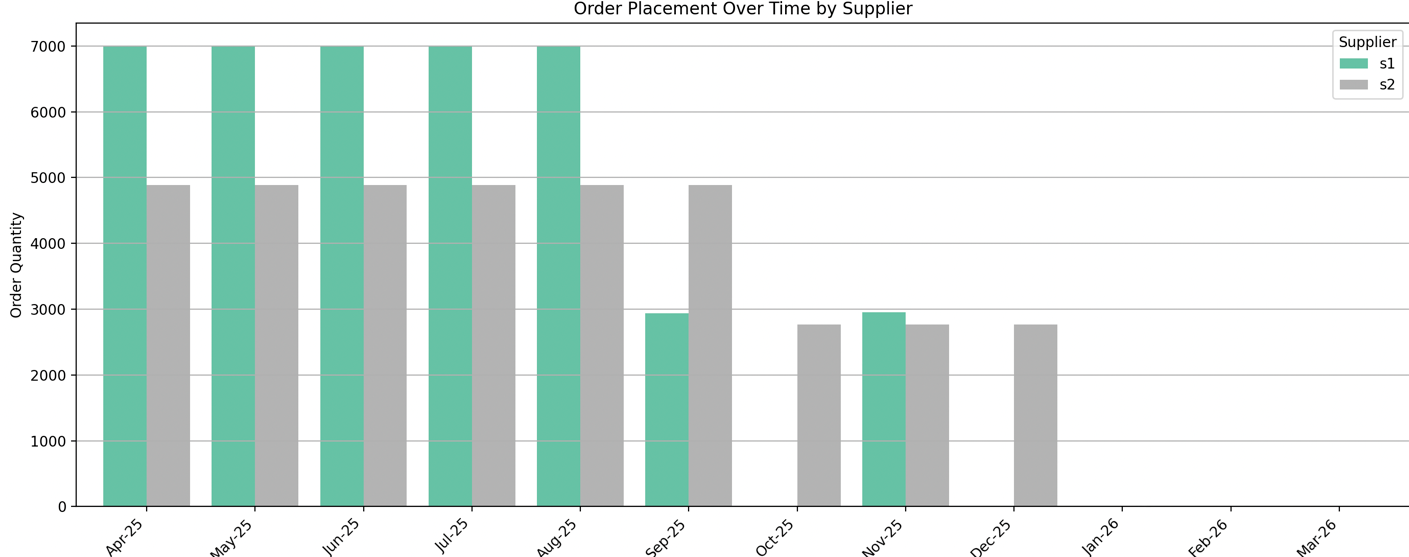 Order Placement Over Time by Supplier
Supplier
s1
s2
Order Quantity
7000
6000
5000
4000
3000
2000
1000
0
Apr-25
May-25
Jun-25
Jul-25
Aug-25
Sep-25
Oct-25
Nov-25
Dec-25
Jan-26
Feb-26
Mar-26